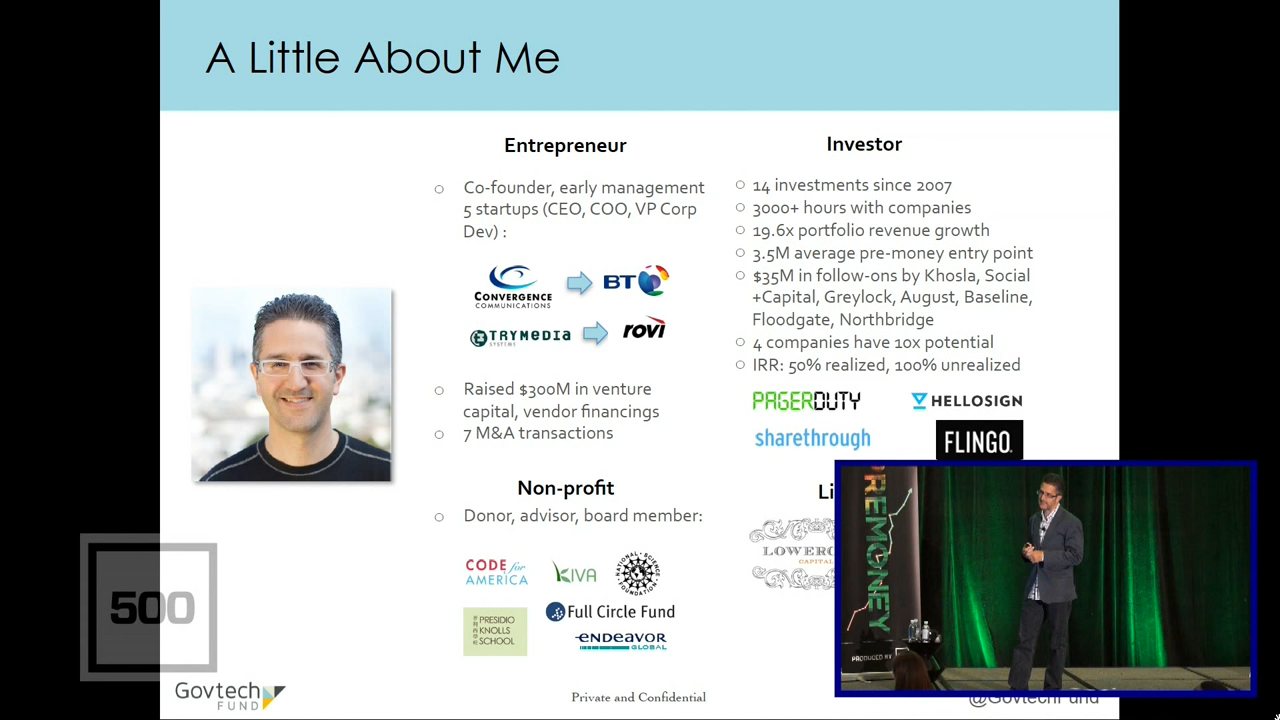 A Little About Me
Entrepreneur
Co-founder, early management
5 startups (CEO, COO, VP Corp
Dev) :
CONVERGENCE
COMMUNICATIONS
BT
TRYMEDIA
SYSTEMS
rovi
Raised $300M in venture
capital, vendor financings
7 M&A transactions
Investor
14 investments since 2007
3000+ hours with companies
19.6x portfolio revenue growth
3.5M average pre-money entry point
$35M in follow-ons by Khosla, Social
+Capital, Greylock, August, Baseline,
Floodgate, Northbridge
4 companies have 10x potential
IRR: 50% realized, 100% unrealized
PAGERDUTY
HELLOSIGN
sharethrough
FLINGO
Non-profit
Donor, advisor, board member:
CODE for
AMERICA
KIVA
NATIONAL SCIENCE
FOUNDATION
PRESIDIO
KNOLLS
SCHOOL
Full Circle Fund
ENDEAVOR
GLOBAL
Li
LOWERC
CAPITAL
PREMONEY
PRODUCED BY
500
Govtech
FUND
Private and Confidential
@GovtechFund